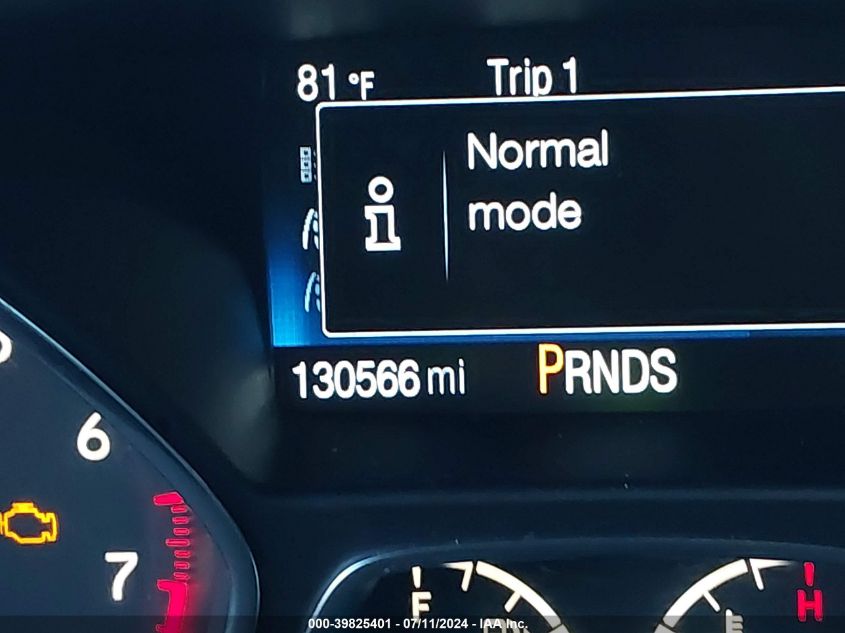 81 °F Trip 1
Normal
mode
130566 mi PRNDS
6
7
F H
000-39825401 - 07/11/2024 - IAA Inc.